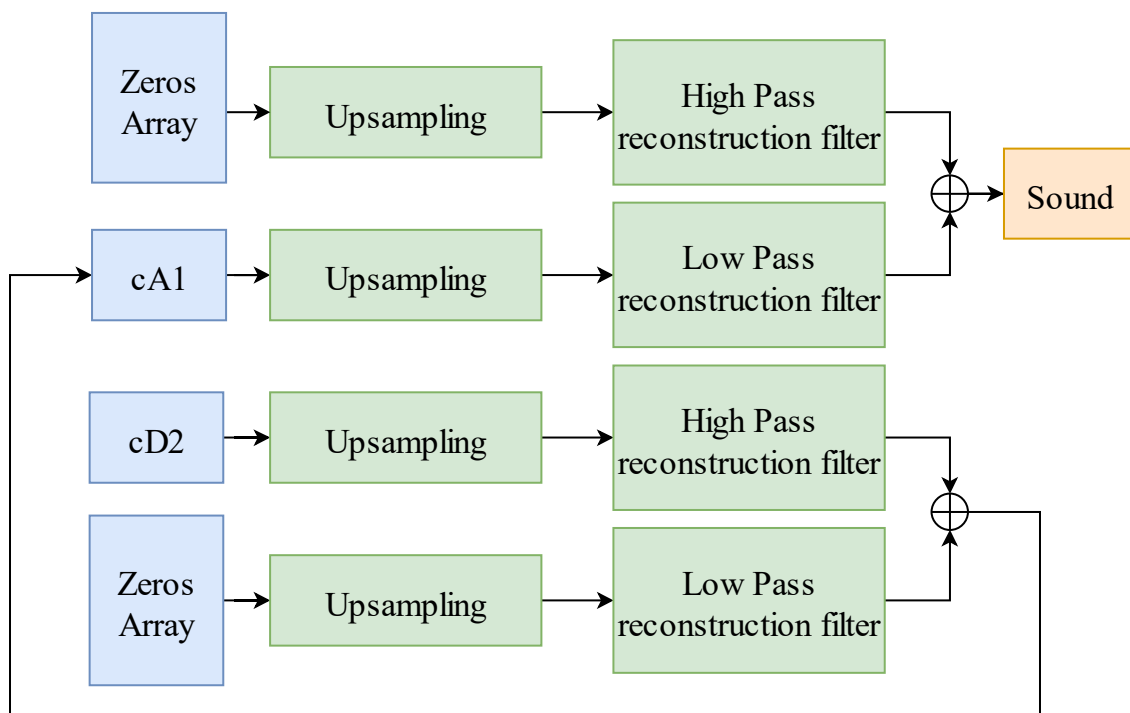 Zeros
Array
Upsampling
High Pass
reconstruction filter
Sound
cA1
Upsampling
Low Pass
reconstruction filter
cD2
Upsampling
High Pass
reconstruction filter
Zeros
Array
Upsampling
Low Pass
reconstruction filter